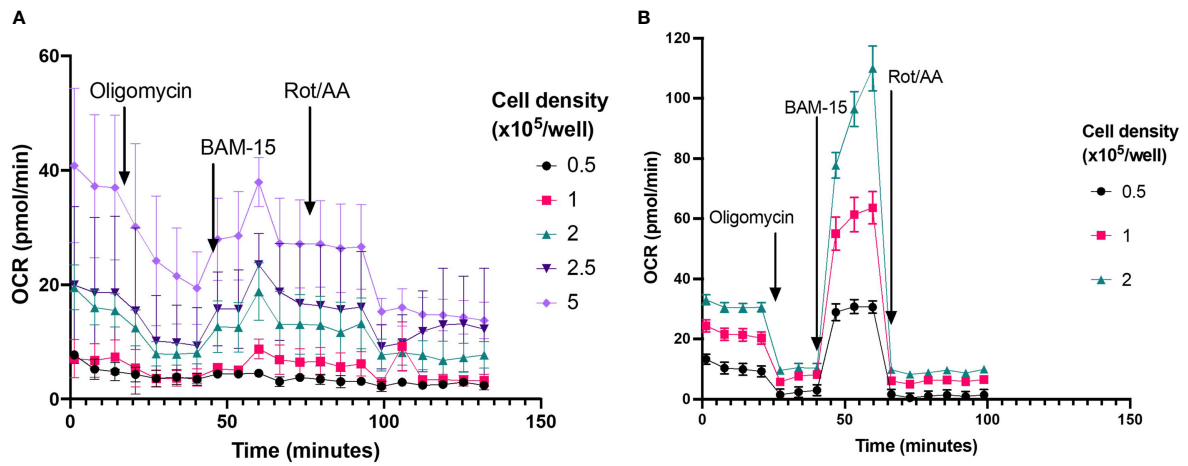 A
OCR (pmol/min)
60
40
20
0
0
50
100
150
Time (minutes)
Oligomycin
BAM-15
Rot/AA
Cell density
(x10⁵/well)
0.5
1
2
2.5
5
B
OCR (pmol/min)
120
100
80
60
40
20
0
0
50
100
150
Time (minutes)
Oligomycin
BAM-15
Rot/AA
Cell density
(x10⁵/well)
0.5
1
2